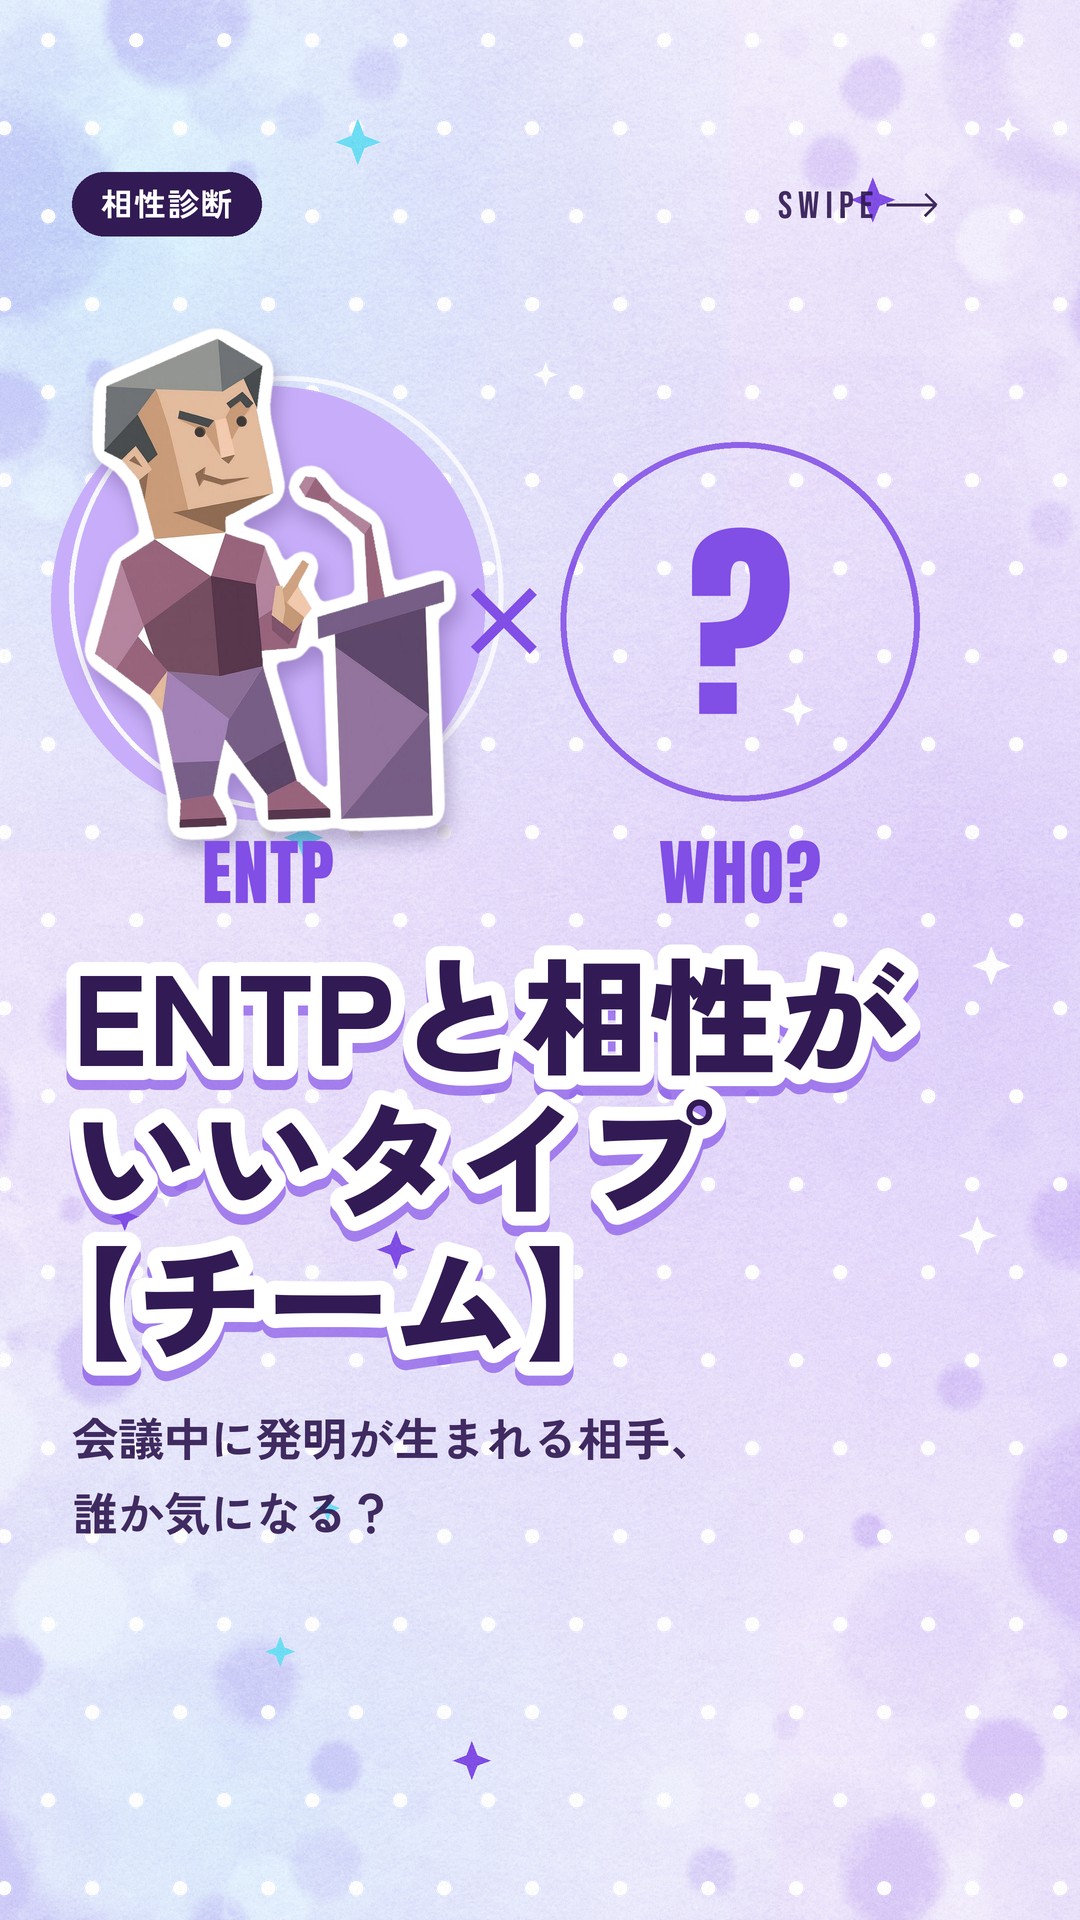 相性診断
SWIPE →
×
?
ENTP
WHO?
ENTPと相性が
いいタイプ
【チーム】
会議中に発明が生まれる相手、
誰か気になる？